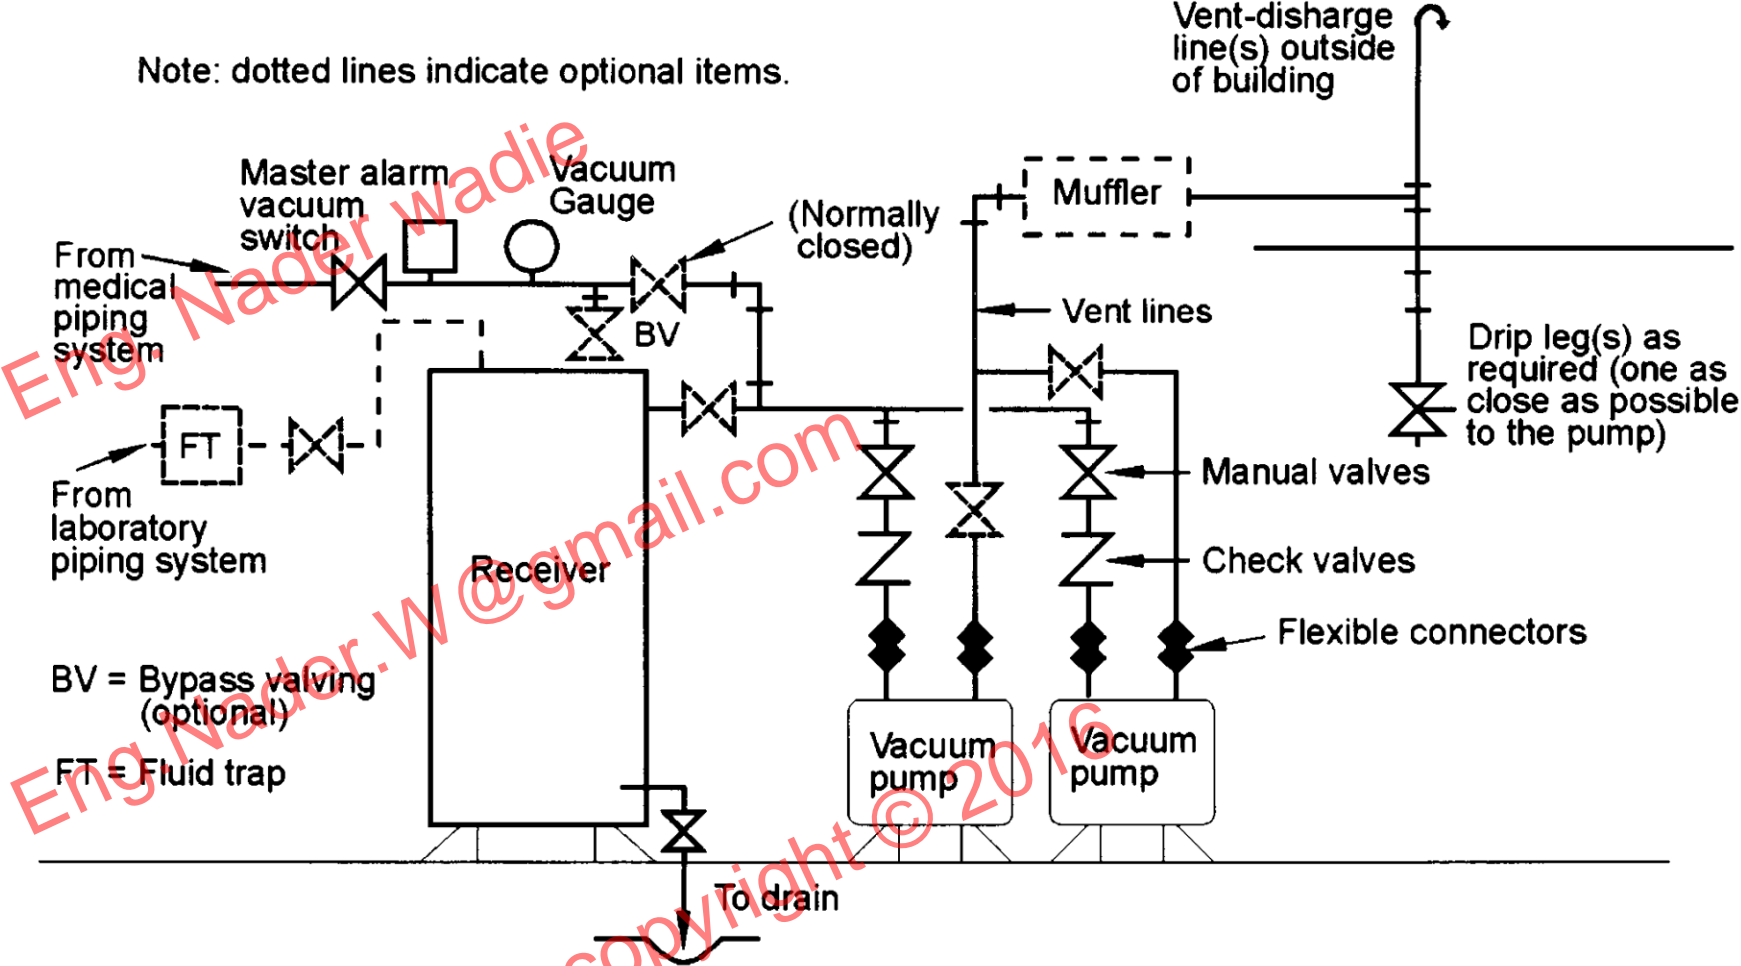 Vent-disharge
line(s) outside
of building
Note: dotted lines indicate optional items.
Master alarm
vacuum
switch
Vacuum
Gauge
(Normally
closed)
Muffler
From
medical
piping
system
BV
Vent lines
Drip leg(s) as
required (one as
close as possible
to the pump)
FT
From
laboratory
piping system
Manual valves
Check valves
Receiver
Flexible connectors
BV = Bypass valving
(optional)
FT = Fluid trap
Vacuum
pump
Vacuum
pump
To drain
Eng. Nader wadie
Eng.Nader.W@gmail.com
copyright © 2016